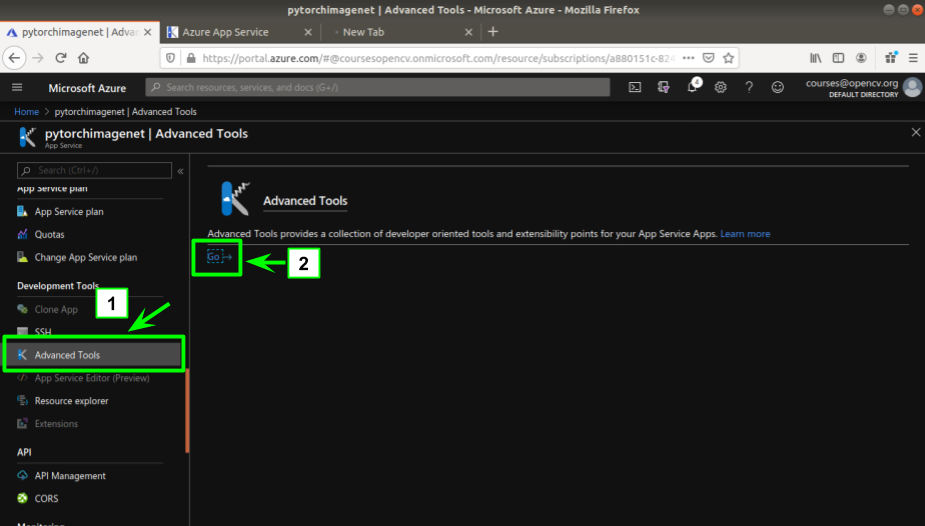 pytorchimagenet | Advanced Tools - Microsoft Azure - Mozilla Firefox
pytorchimagenet | Advan
Azure App Service
New Tab
https://portal.azure.com/#@coursesopencv.onmicrosoft.com/resource/subscriptions/a880151c-824
Microsoft Azure
Search resources, services, and docs (G+/)
4
courses@opencv.org
DEFAULT DIRECTORY
Home > pytorchimagenet | Advanced Tools
pytorchimagenet | Advanced Tools
App Service
Search (Ctrl+/)
App Service plan
App Service plan
Quotas
Change App Service plan
Development Tools
1
Clone App
SSH
Advanced Tools
App Service Editor (Preview)
Resource explorer
Extensions
API
API Management
CORS
Monitoring
Advanced Tools
Advanced Tools provides a collection of developer oriented tools and extensibility points for your App Service Apps. Learn more
Go →
2